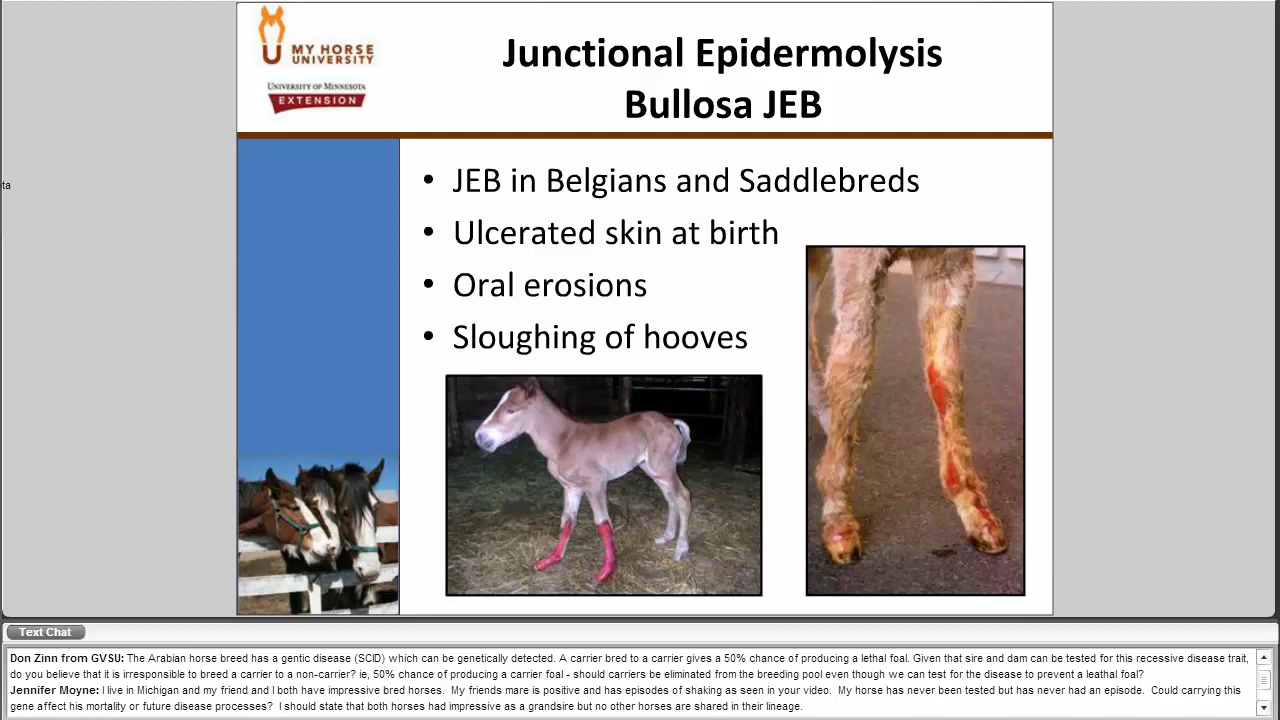 MY HORSE
UNIVERSITY
UNIVERSITY OF MINNESOTA
EXTENSION
Junctional Epidermolysis
Bullosa JEB
ta
• JEB in Belgians and Saddlebreds
• Ulcerated skin at birth
• Oral erosions
• Sloughing of hooves
Text Chat
Don Zinn from GVSU: The Arabian horse breed has a gentic disease (SCID) which can be genetically detected. A carrier bred to a carrier gives a 50% chance of producing a lethal foal. Given that sire and dam can be tested for this recessive disease trait,
do you believe that it is irresponsible to breed a carrier to a non-carrier? ie, 50% chance of producing a carrier foal - should carriers be eliminated from the breeding pool even though we can test for the disease to prevent a leathal foal?
Jennifer Moyne: I live in Michigan and my friend and I both have impressive bred horses. My friends mare is positive and has episodes of shaking as seen in your video. My horse has never been tested but has never had an episode. Could carrying this
gene affect his mortality or future disease processes? I should state that both horses had impressive as a grandsire but no other horses are shared in their lineage.